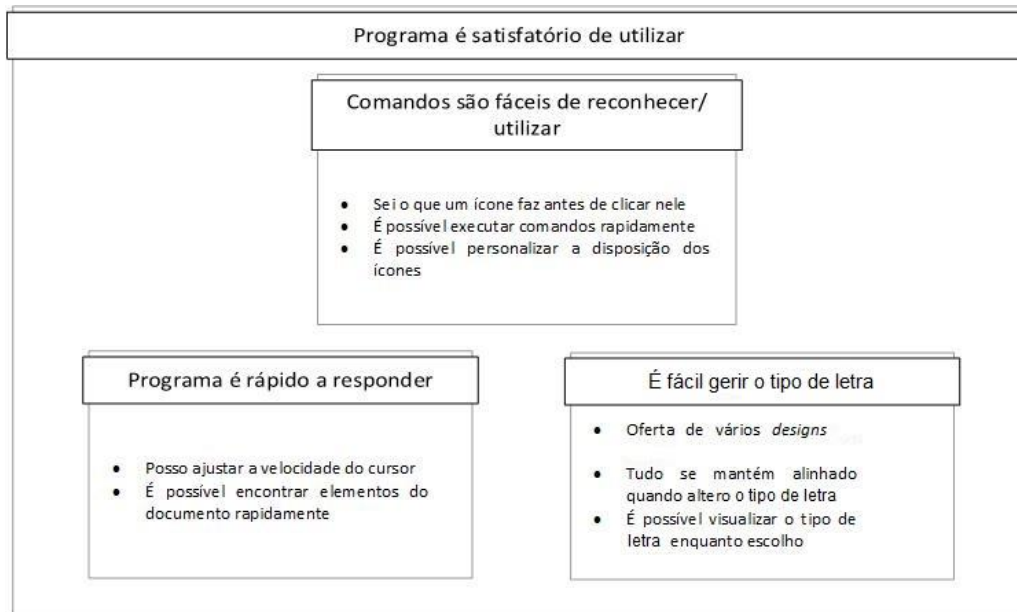 Programa é satisfatório de utilizar
Comandos são fáceis de reconhecer/
utilizar
• Sei o que um ícone faz antes de clicar nele
• É possível executar comandos rapidamente
• É possível personalizar a disposição dos
ícones
Programa é rápido a responder
• Posso ajustar a velocidade do cursor
• É possível encontrar elementos do
documento rapidamente
É fácil gerir o tipo de letra
• Oferta de vários designs
• Tudo se mantém alinhado
quando altero o tipo de letra
• É possível visualizar o tipo de
letra enquanto escolho